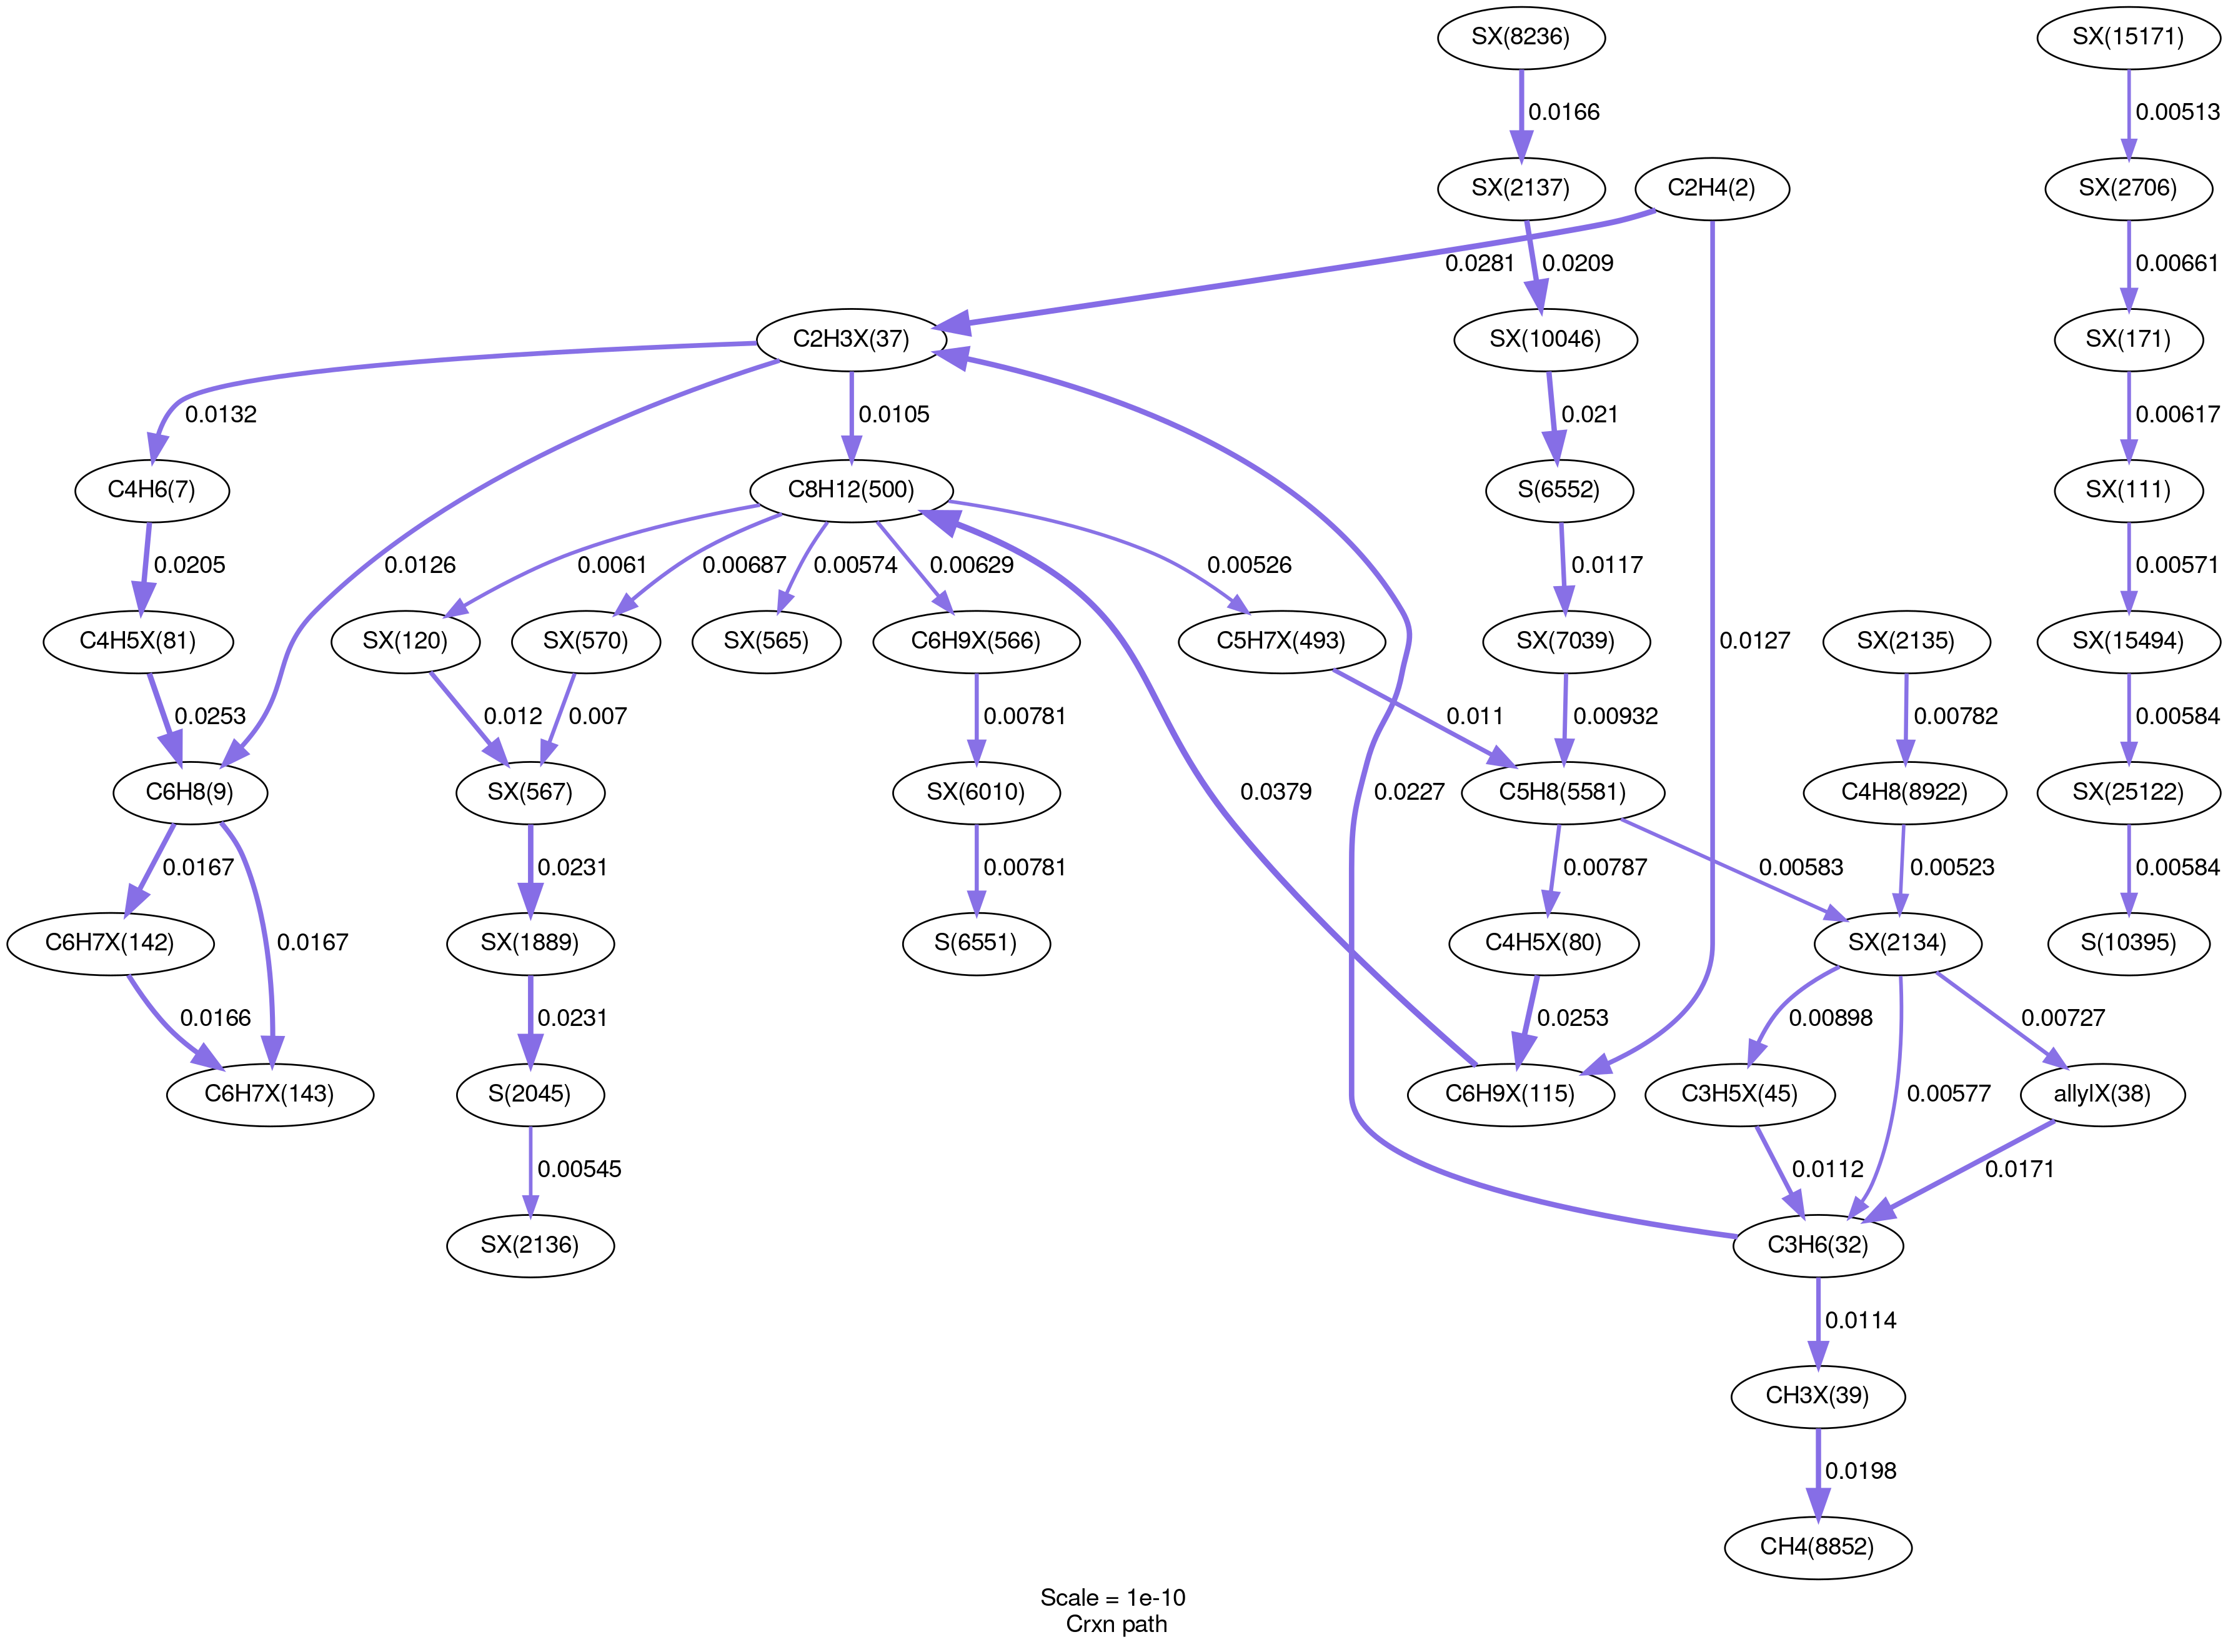 SX(8236)
SX(15171)
0.0166
0.00513
SX(2137)
C2H4(2)
SX(2706)
0.0281
0.0209
0.00661
C2H3X(37)
SX(10046)
SX(171)
0.0132
0.0105
0.021
0.00617
C4H6(7)
C8H12(500)
S(6552)
SX(111)
0.0205
0.0126
0.0061
0.00687
0.00574
0.00629
0.00526
0.0117
0.00571
C4H5X(81)
SX(120)
SX(570)
SX(565)
C6H9X(566)
C5H7X(493)
SX(7039)
0.0127
SX(2135)
SX(15494)
0.0253
0.012
0.007
0.00781
0.011
0.00932
0.00782
0.00584
C6H8(9)
SX(567)
SX(6010)
0.0379
0.0227
C5H8(5581)
C4H8(8922)
SX(25122)
0.0167
0.0231
0.00781
0.00787
0.00583
0.00523
0.00584
C6H7X(142)
0.0167
SX(1889)
S(6551)
C4H5X(80)
SX(2134)
S(10395)
0.0166
0.0231
0.0253
0.00898
0.00727
C6H7X(143)
S(2045)
C6H9X(115)
C3H5X(45)
0.00577
allylX(38)
0.00545
0.0112
0.0171
SX(2136)
C3H6(32)
0.0114
CH3X(39)
0.0198
CH4(8852)
Scale = 1e-10
Crxn path